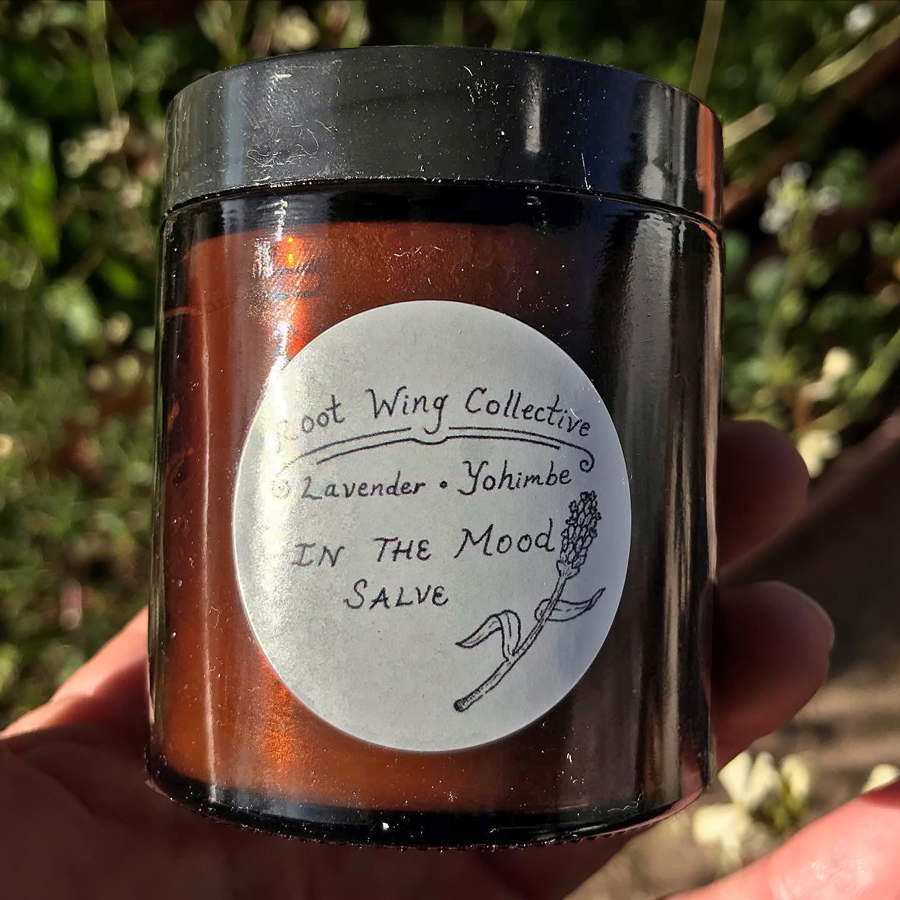 Root Wing Collective
Lavender • Yohimbe
IN THE Mood
SALVE